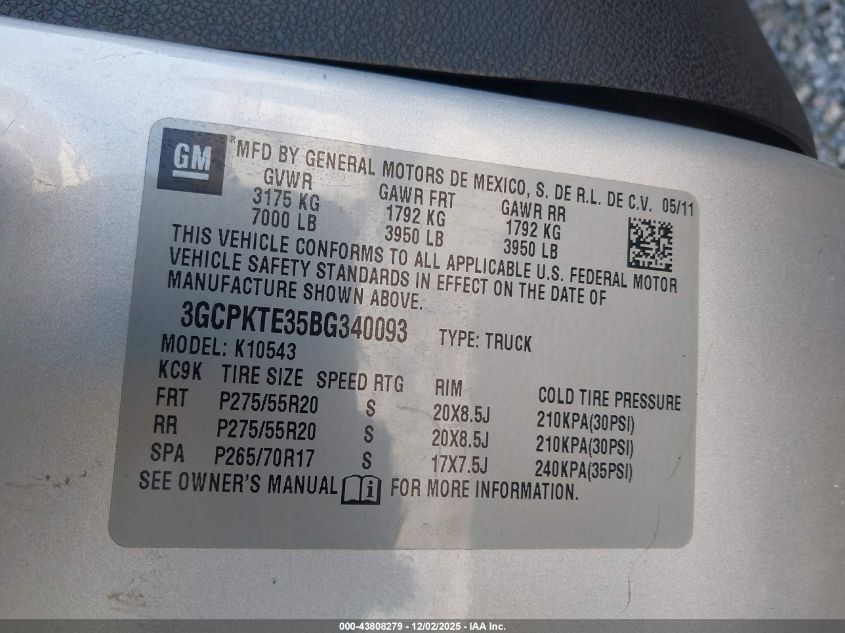 GM
®MFD BY GENERAL MOTORS DE MEXICO, S. DE R.L. DE C.V. 05/11
GVWR GAWR FRT GAWR RR
3175 KG 1792 KG 1792 KG
7000 LB 3950 LB 3950 LB
THIS VEHICLE CONFORMS TO ALL APPLICABLE U.S. FEDERAL MOTOR
VEHICLE SAFETY STANDARDS IN EFFECT ON THE DATE OF
MANUFACTURE SHOWN ABOVE.
3GCPKTE35BG340093 TYPE: TRUCK
MODEL: K10543
KC9K TIRE SIZE SPEED RTG RIM COLD TIRE PRESSURE
FRT P275/55R20 S 20X8.5J 210KPA(30PSI)
RR P275/55R20 S 20X8.5J 210KPA(30PSI)
SPA P265/70R17 S 17X7.5J 240KPA(35PSI)
SEE OWNER'S MANUAL i FOR MORE INFORMATION.
000-43808279 - 12/02/2025 - IAA Inc.